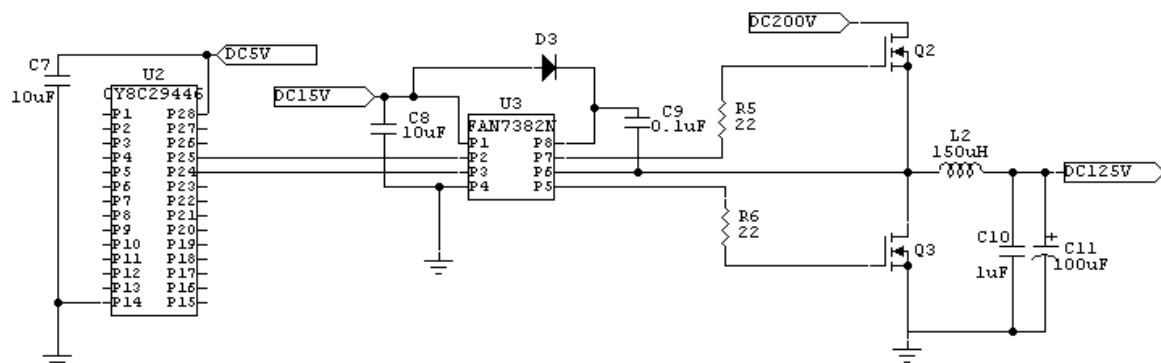 DC200V
Q2
D3
C7
10uF
DC5V
U2
CY8C29446
P1 P28
P2 P27
P3 P26
P4 P25
P5 P24
P6 P23
P7 P22
P8 P21
P9 P20
P10 P19
P11 P18
P12 P17
P13 P16
P14 P15
DC15V
C8
10uF
U3
FAN7382N
P1 P8
P2 P7
P3 P6
P4 P5
C9
0.1uF
R5
22
R6
22
L2
150uH
DC125V
Q3
C10
1uF
+
C11
100uF